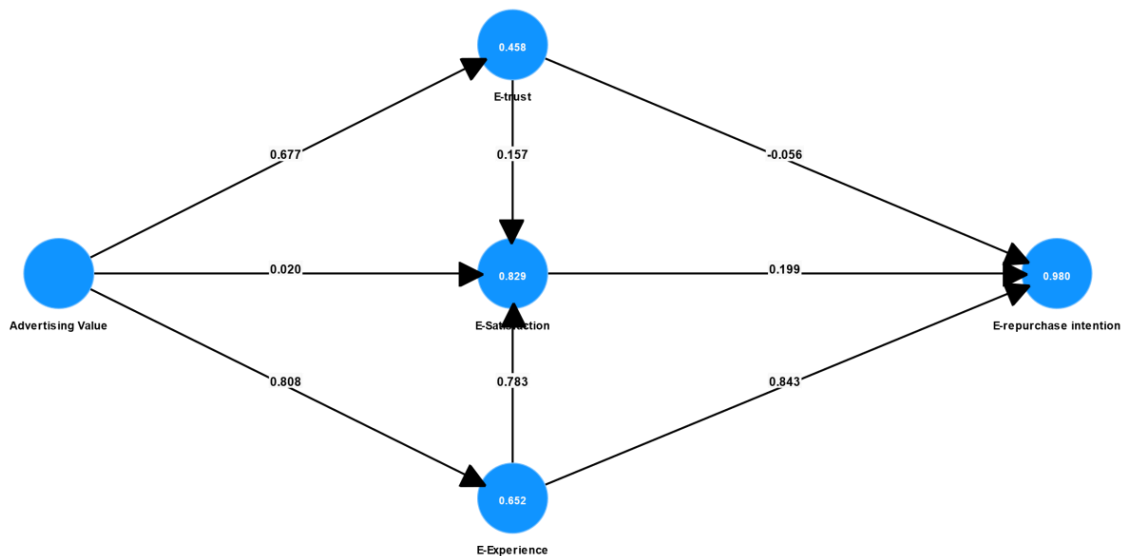 0.458
E-trust
0.677
0.157
-0.056
0.020
0.829
0.199
0.980
Advertising Value
E-Satisfaction
E-repurchase intention
0.808
0.783
0.843
0.652
E-Experience